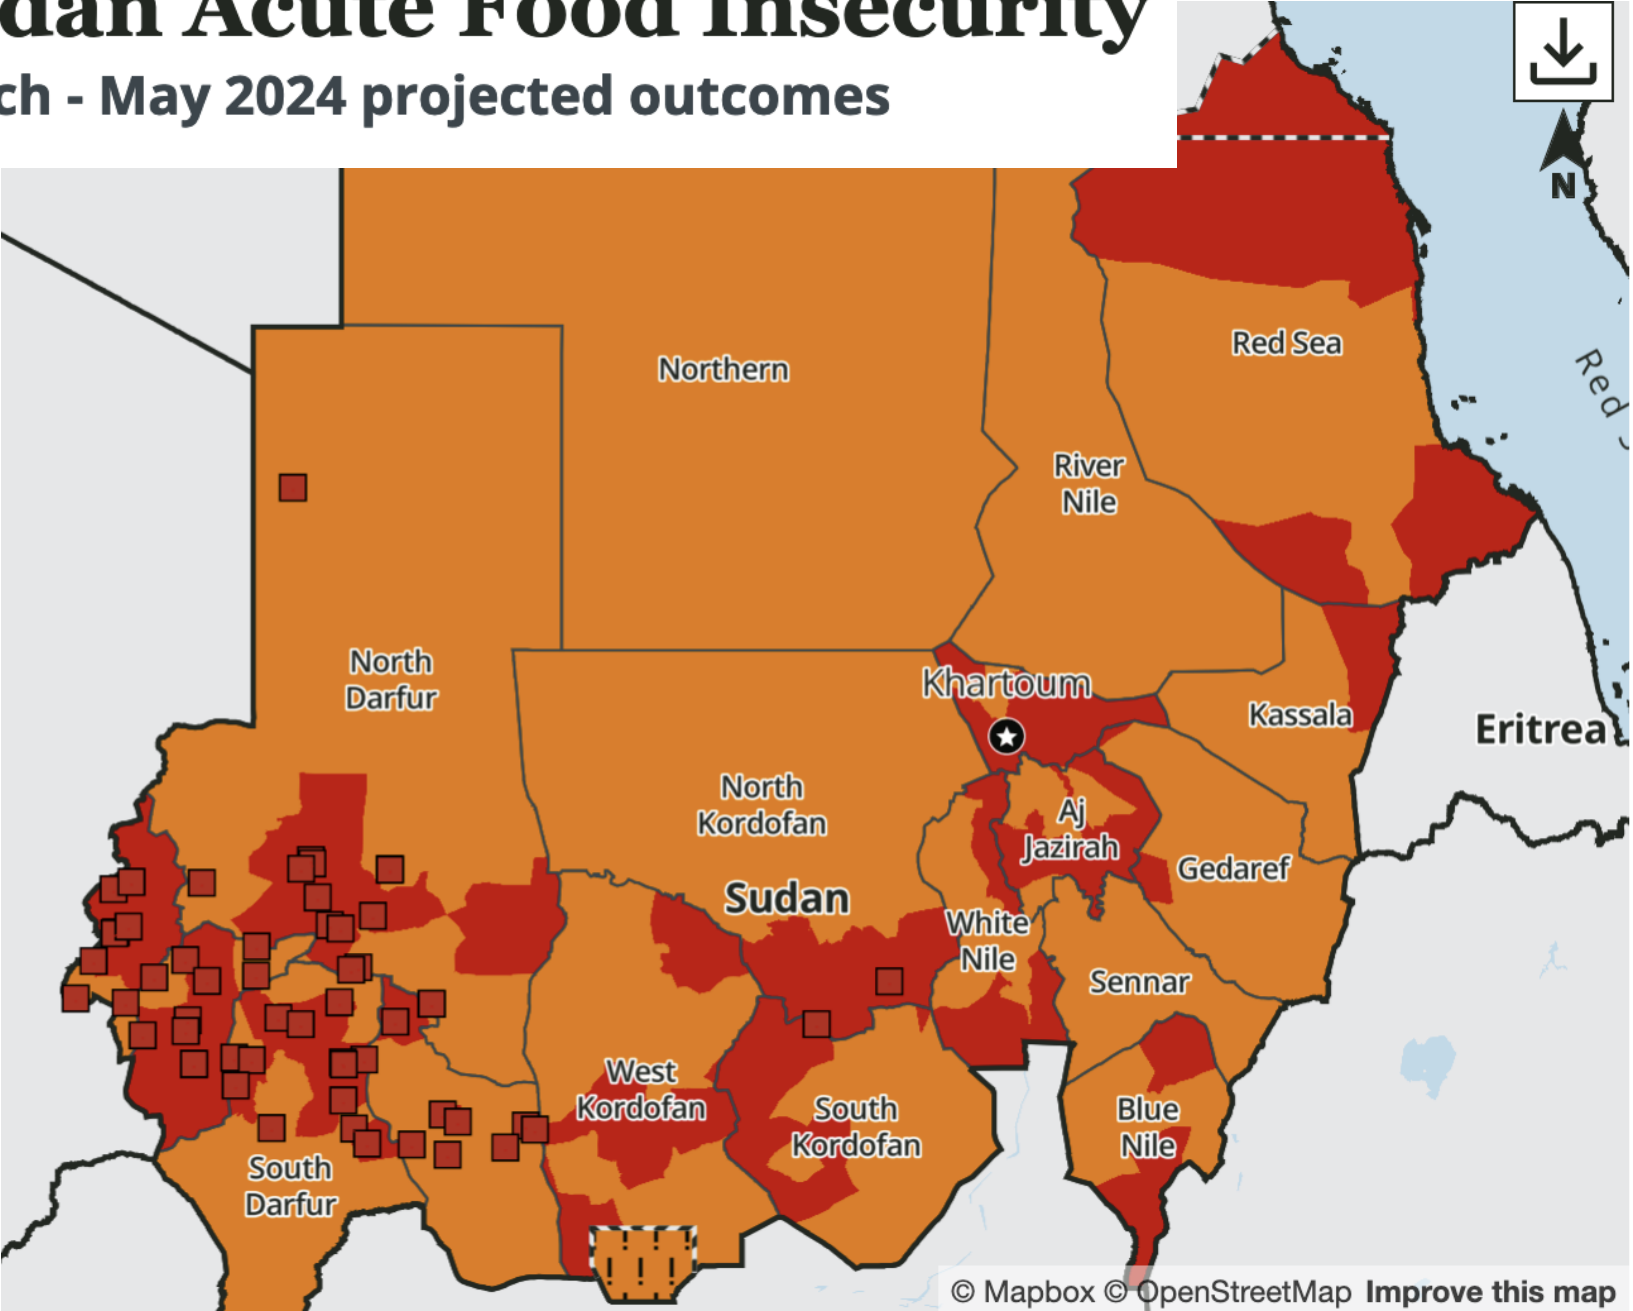 dan Acute Food Insecurity
ch - May 2024 projected outcomes
N
Red Sea
Red
Northern
River
Nile
North
Darfur
Khartoum
Kassala
Eritrea
North
Kordofan
Aj
Jazirah
Gedaref
Sudan
White
Nile
Sennar
West
Kordofan
South
Kordofan
Blue
Nile
South
Darfur
© Mapbox © OpenStreetMap Improve this map